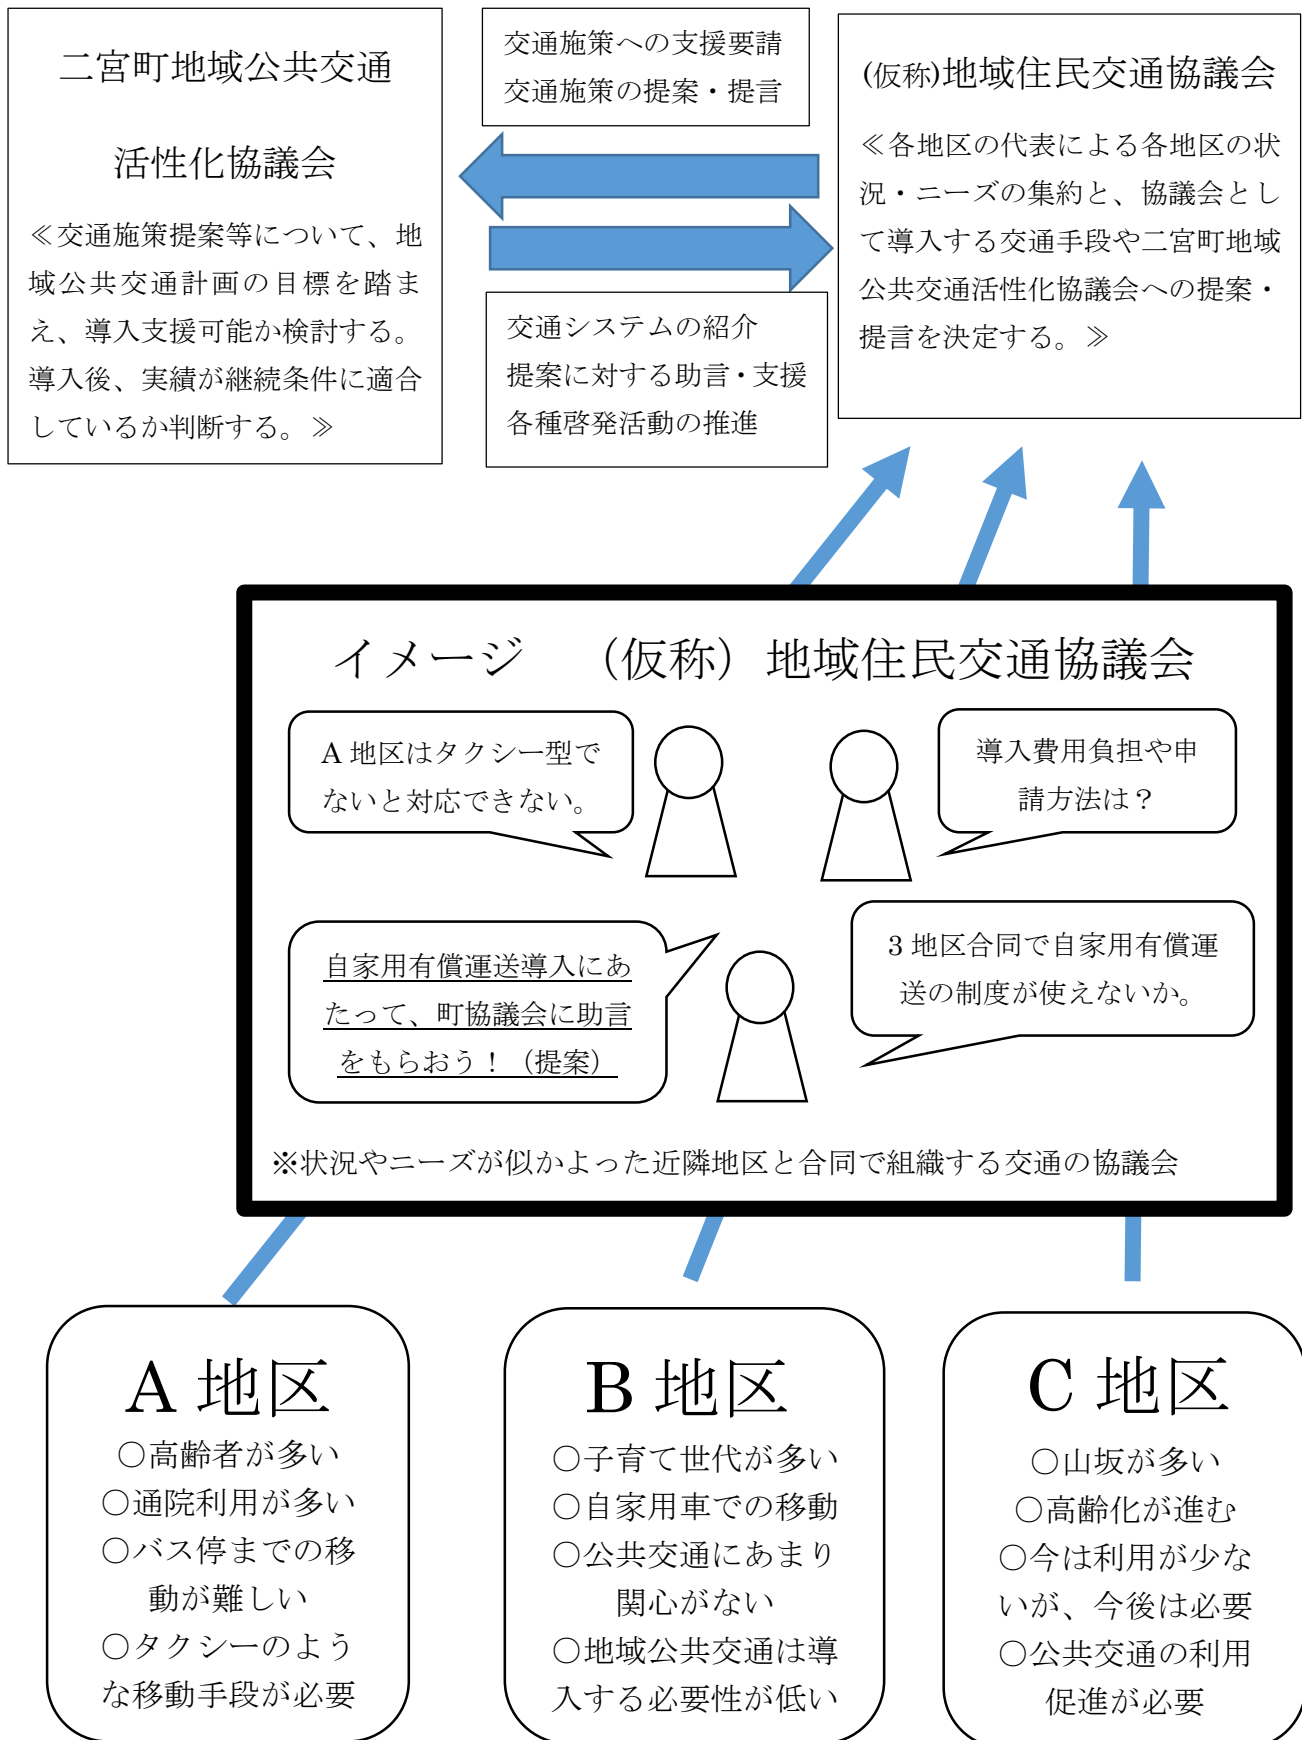 二宮町地域公共交通
活性化協議会
≪交通施策提案等について、地
域公共交通計画の目標を踏ま
え、導入支援可能か検討する。
導入後、実績が継続条件に適合
しているか判断する。≫
交通施策への支援要請
交通施策の提案・提言
交通システムの紹介
提案に対する助言・支援
各種啓発活動の推進
(仮称)地域住民交通協議会
≪各地区の代表による各地区の状
況・ニーズの集約と、協議会とし
て導入する交通手段や二宮町地域
公共交通活性化協議会への提案・
提言を決定する。≫
イメージ　（仮称）地域住民交通協議会
A 地区はタクシー型で
ないと対応できない。
導入費用負担や申
請方法は？
自家用有償運送導入にあ
たって、町協議会に助言
をもらおう！（提案）
3 地区合同で自家用有償運
送の制度が使えないか。
※状況やニーズが似かよった近隣地区と合同で組織する交通の協議会
A 地区
○高齢者が多い
○通院利用が多い
○バス停までの移
動が難しい
○タクシーのよう
な移動手段が必要
B 地区
○子育て世代が多い
○自家用車での移動
○公共交通にあまり
関心がない
○地域公共交通は導
入する必要性が低い
C 地区
○山坂が多い
○高齢化が進む
○今は利用が少な
いが、今後は必要
○公共交通の利用
促進が必要